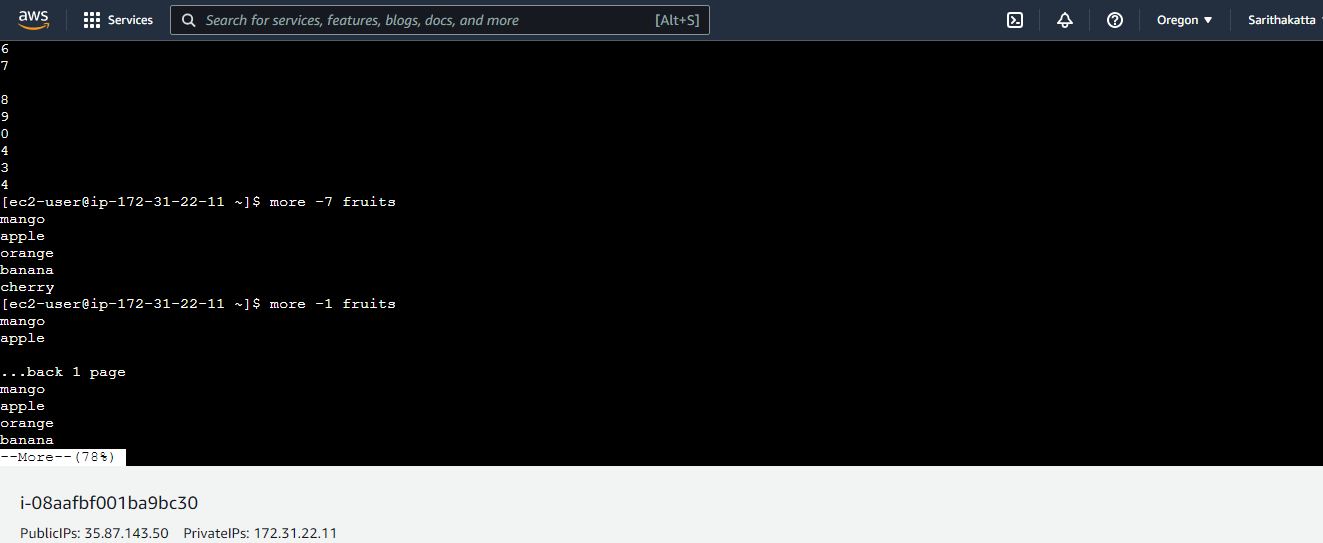 aws Services Search for services, features, blogs, docs, and more [Alt+S] Oregon Sarithakatta
6
7
8
9
0
4
3
4
[ec2-user@ip-172-31-22-11 ~]$ more -7 fruits
mango
apple
orange
banana
cherry
[ec2-user@ip-172-31-22-11 ~]$ more -1 fruits
mango
apple
...back 1 page
mango
apple
orange
banana
--More--(78%)
i-08aafbf001ba9bc30
PublicIPs: 35.87.143.50 PrivateIPs: 172.31.22.11